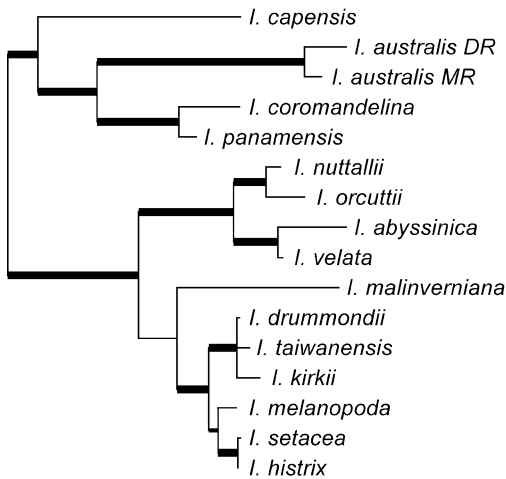 I. capensis
I. australis DR
I. australis MR
I. coromandelina
I. panamensis
I. nuttallii
I. orcuttii
I. abyssinica
I. velata
I. malinverniana
I. drummondii
I. taiwanensis
I. kirkii
I. melanopoda
I. setacea
I. histrix